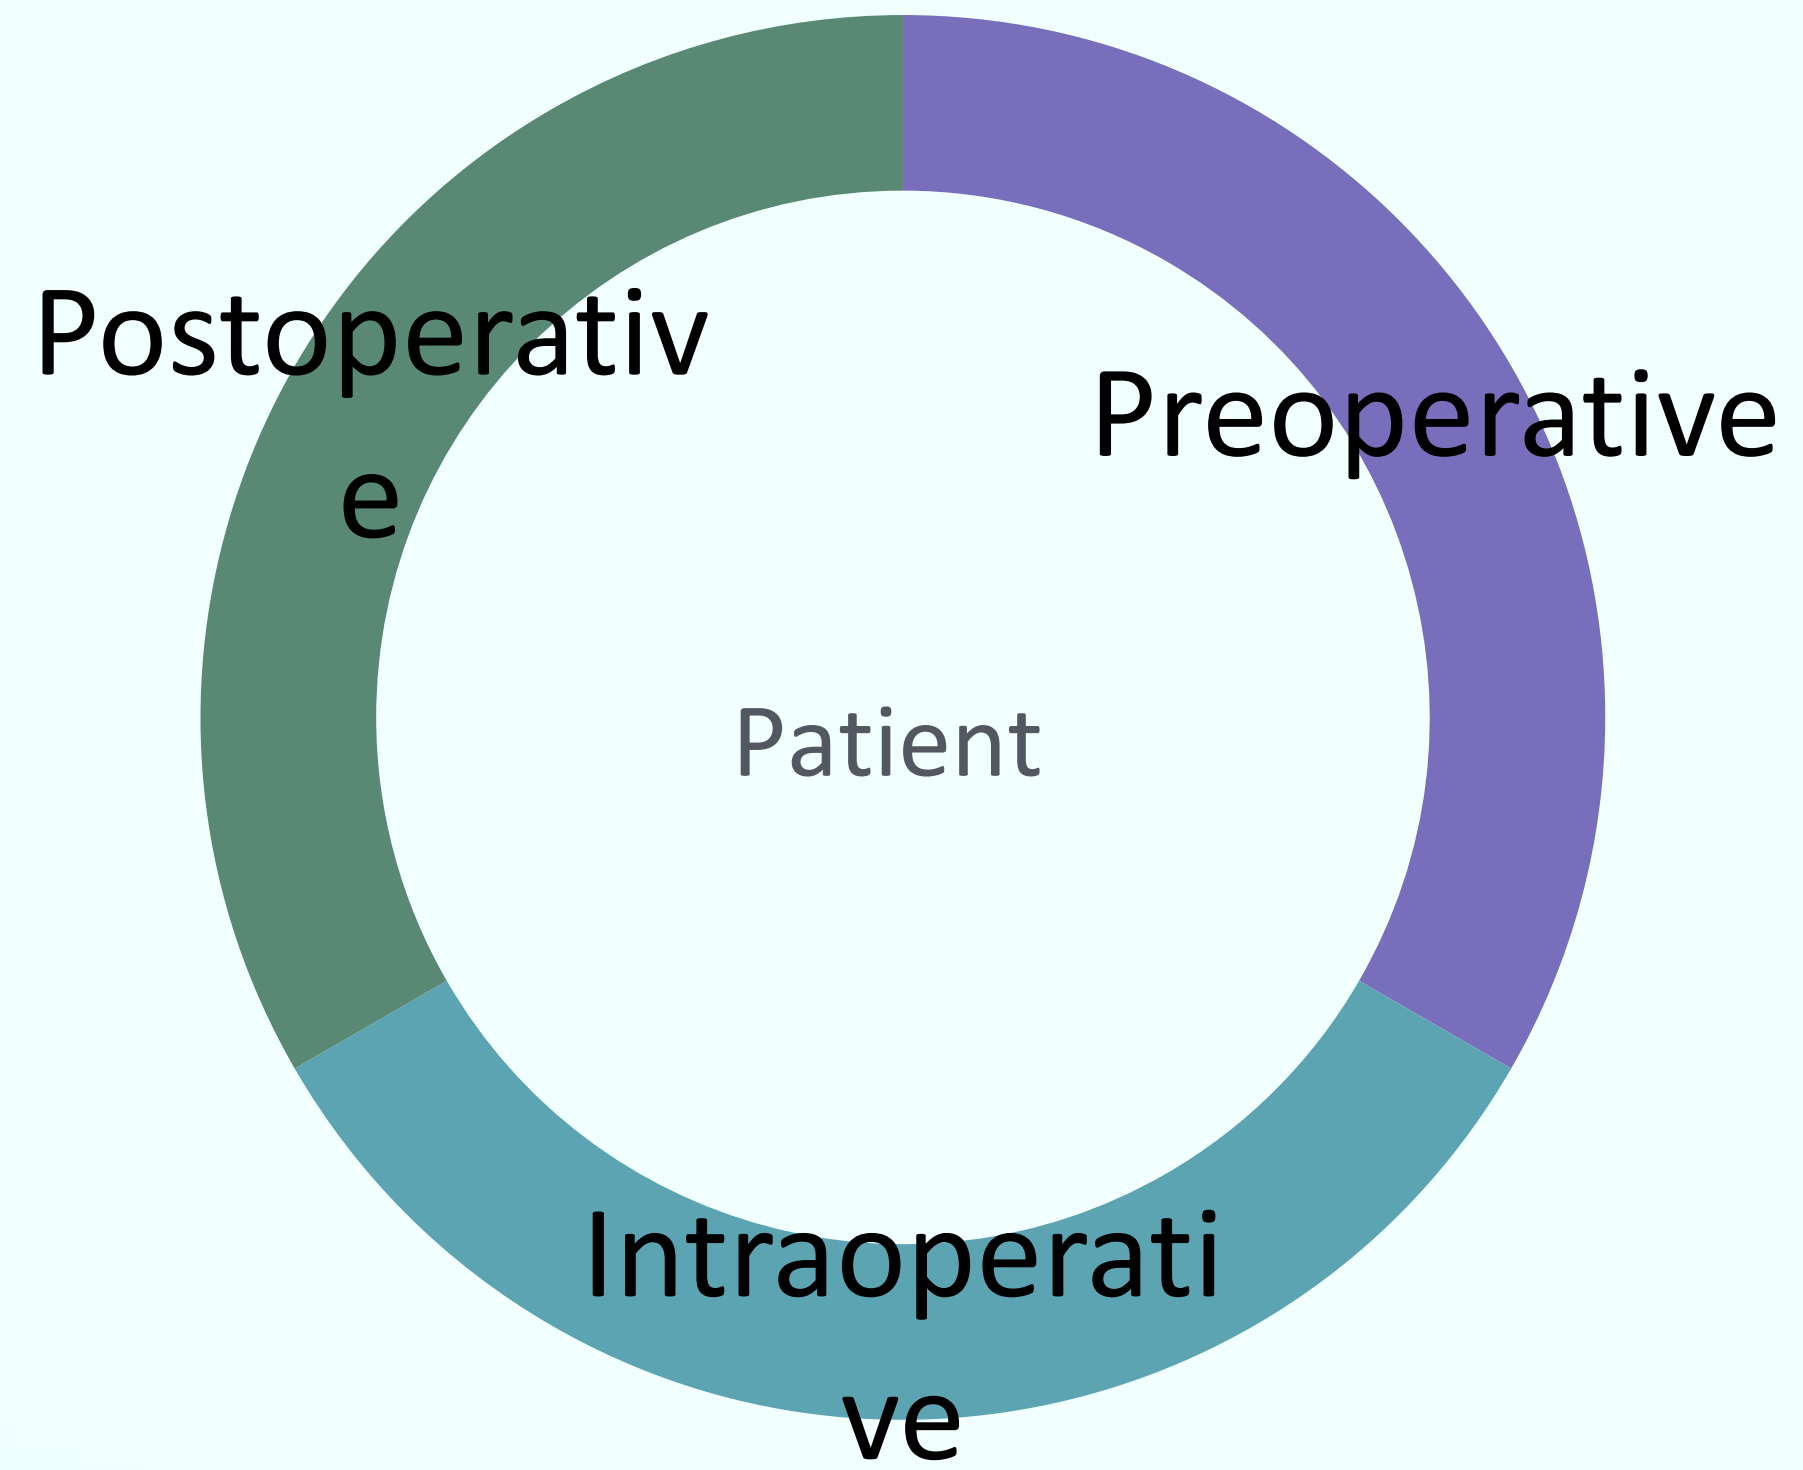 Postoperativ
e
Preoperative
Patient
Intraoperati
ve